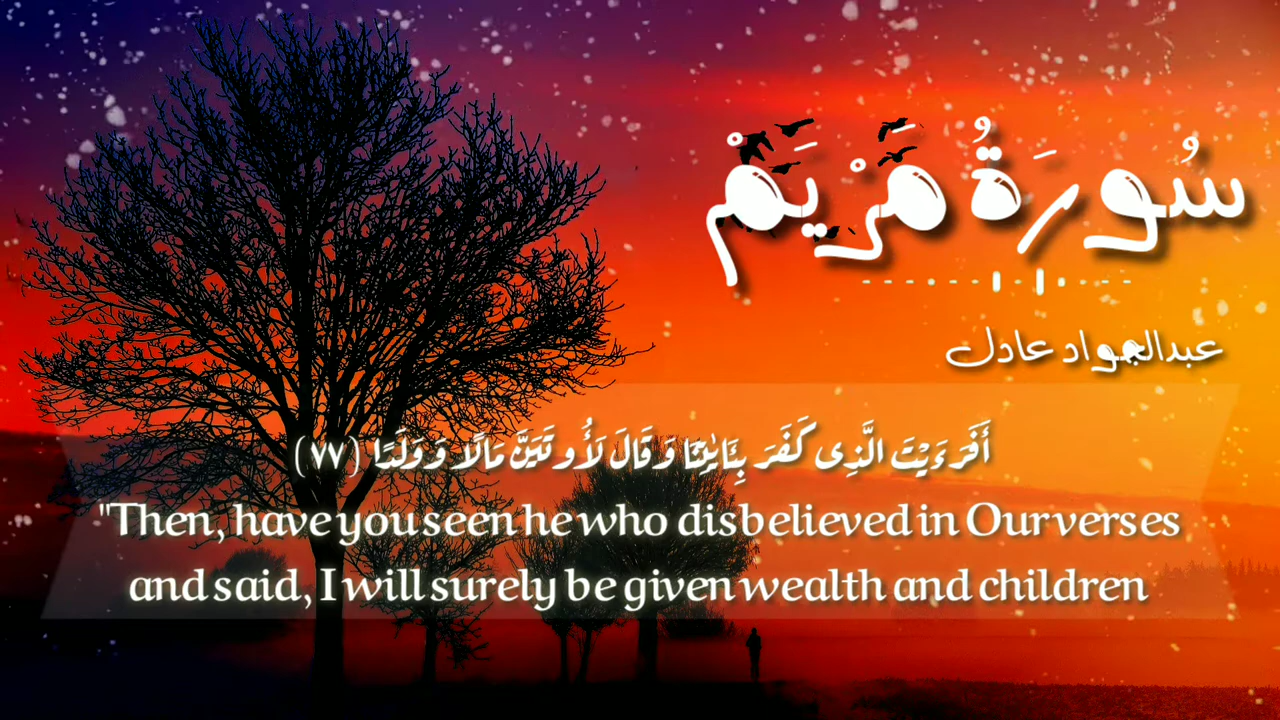 سُورَةُ مَرْيَمْ
عبدالجواد عادل
أَفَرَءَيْتَ الَّذِى كَفَرَ بِـَٔايَٰتِنَا وَقَالَ لَأُوتَيَنَّ مَالًا وَوَلَدًا (٧٧)
"Then, have you seen he who disbelieved in Our verses
and said, I will surely be given wealth and children